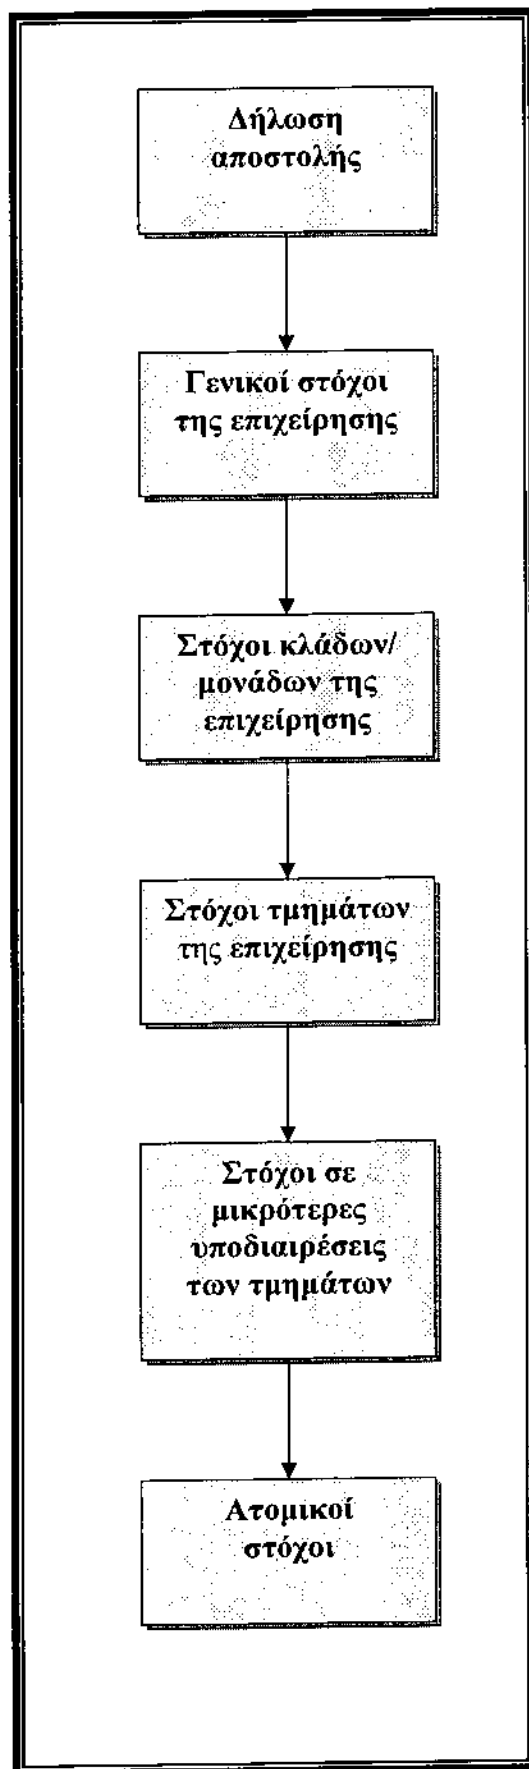 Δήλωση
αποστολής
Γενικοί στόχοι
της επιχείρησης
Στόχοι κλάδων/
μονάδων της
επιχείρησης
Στόχοι τμημάτων
της επιχείρησης
Στόχοι σε
μικρότερες
υποδιαιρέσεις
των τμημάτων
Ατομικοί
στόχοι